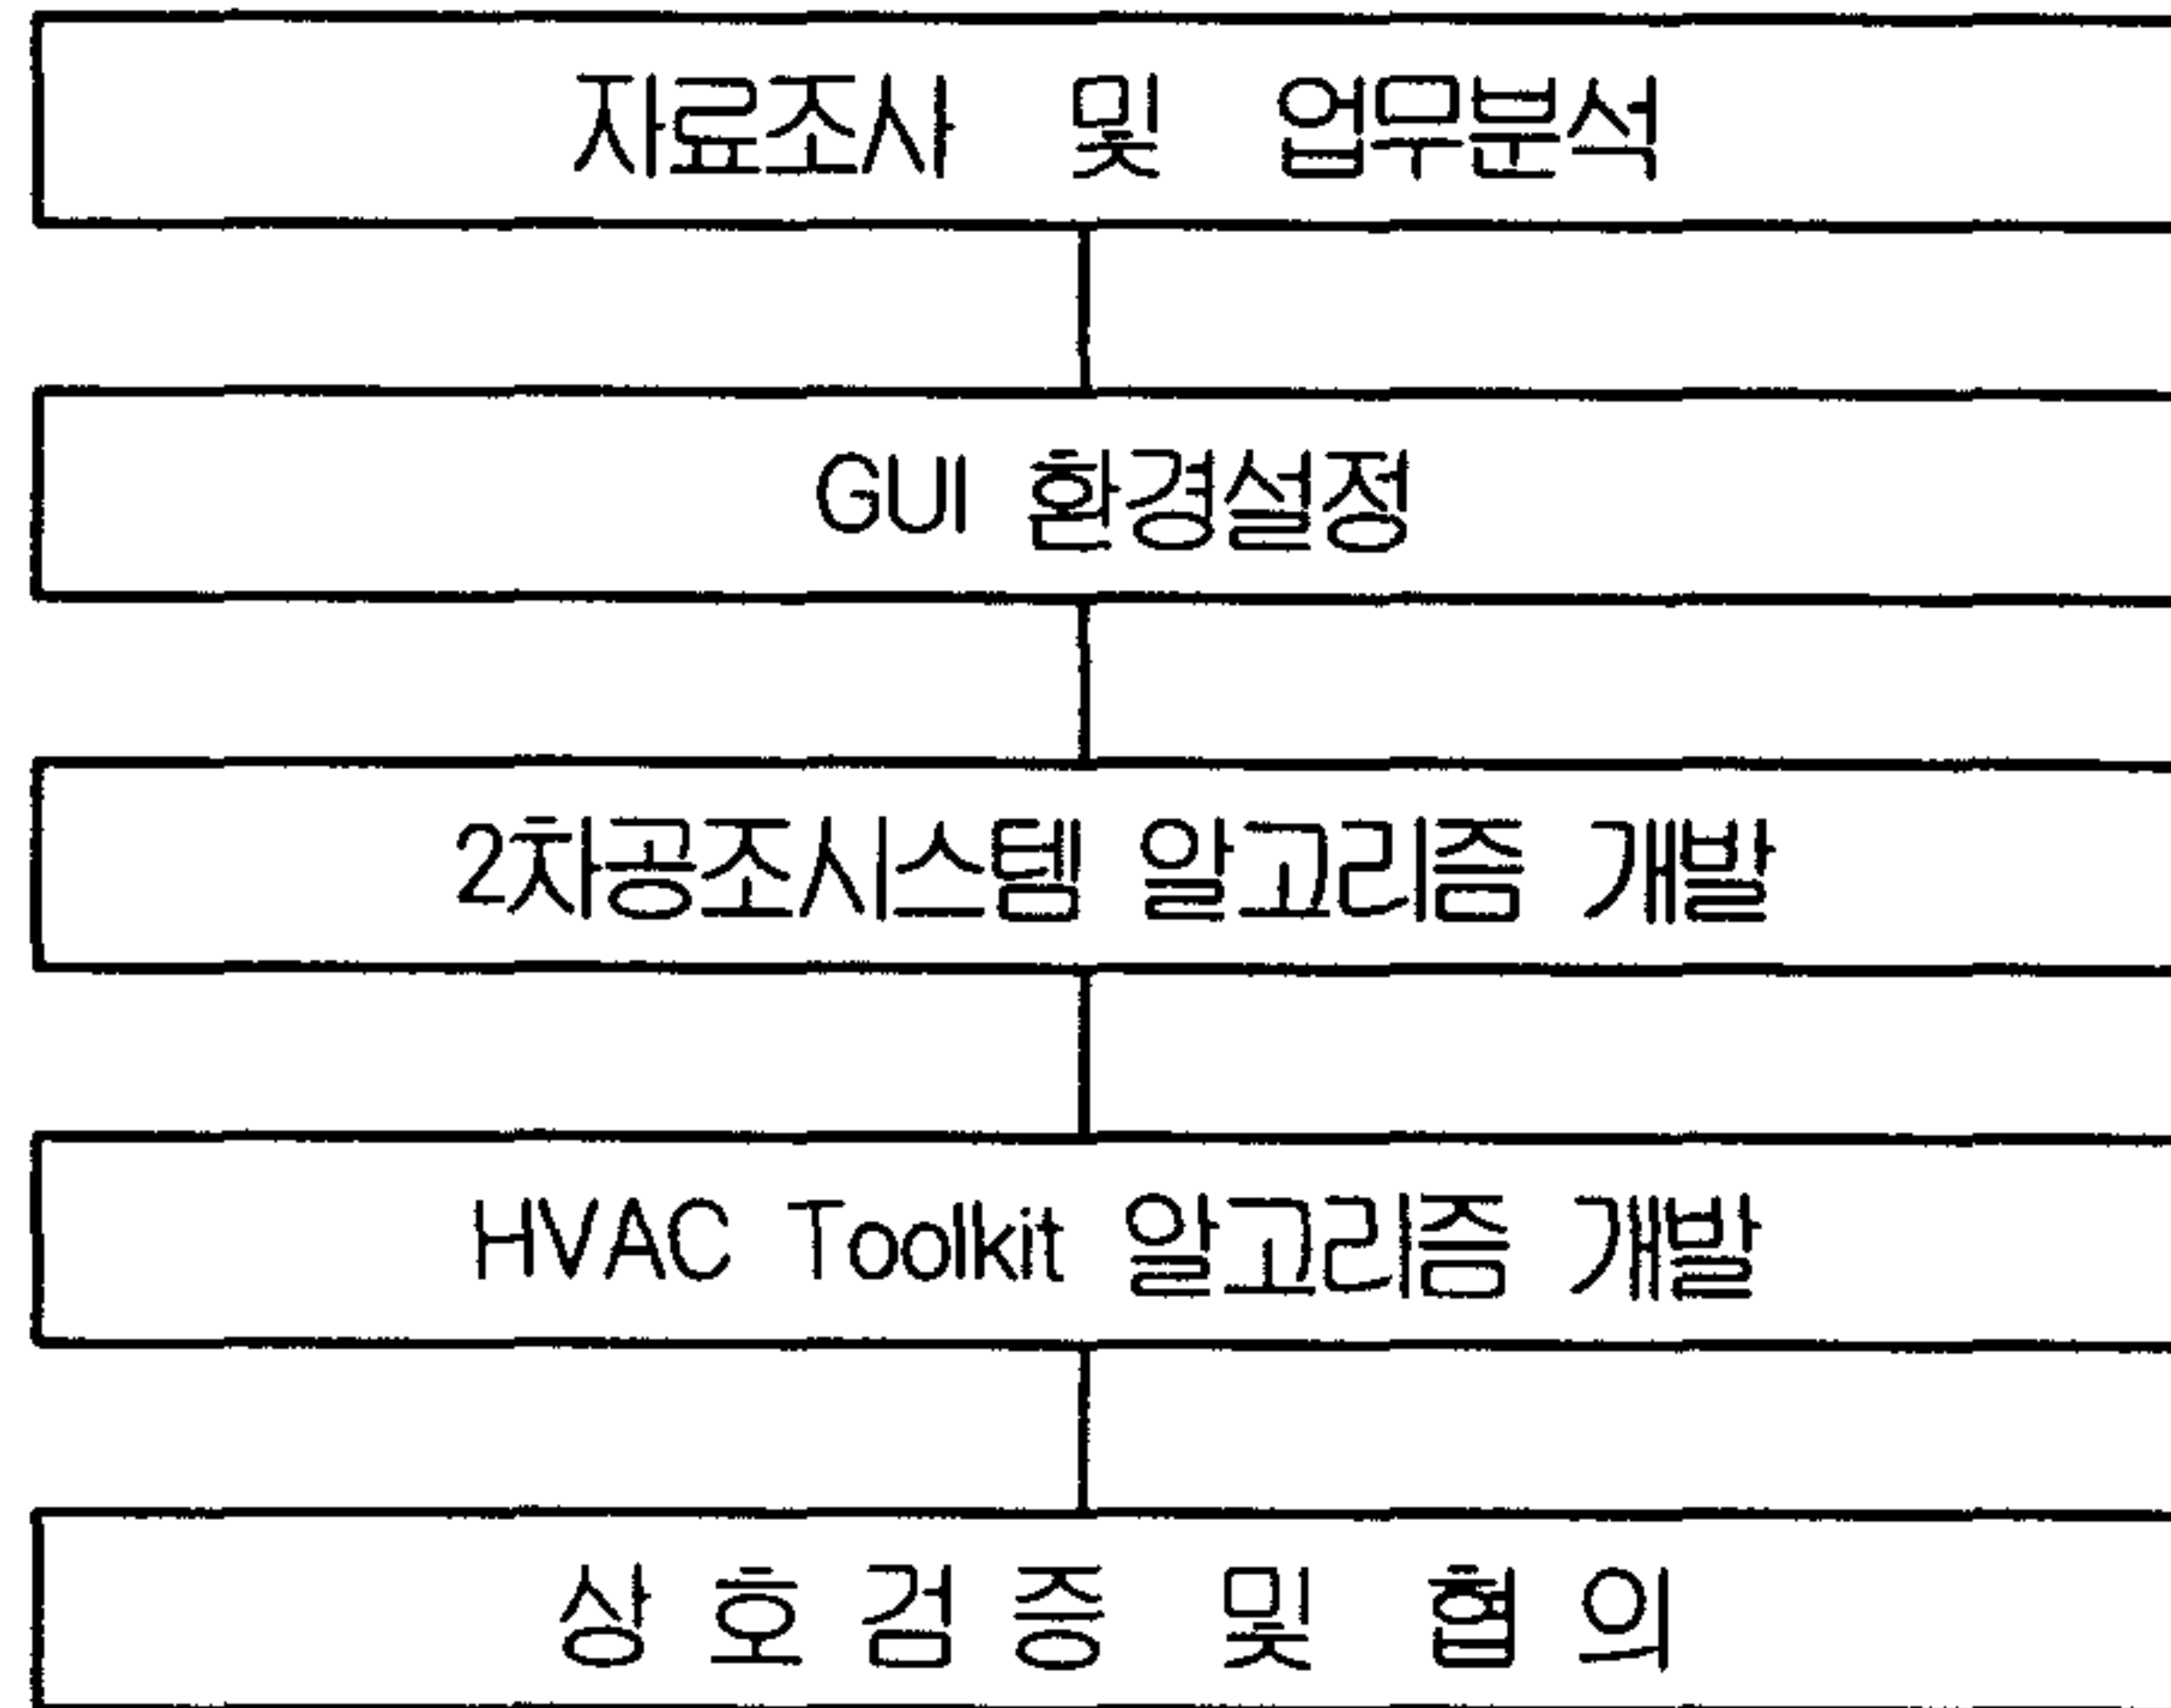 자료조사 및 업무분석
GUI 환경설정
2차공조시스템 알고리즘 개발
HVAC Toolkit 알고리즘 개발
상 호 검 증 및 협 의